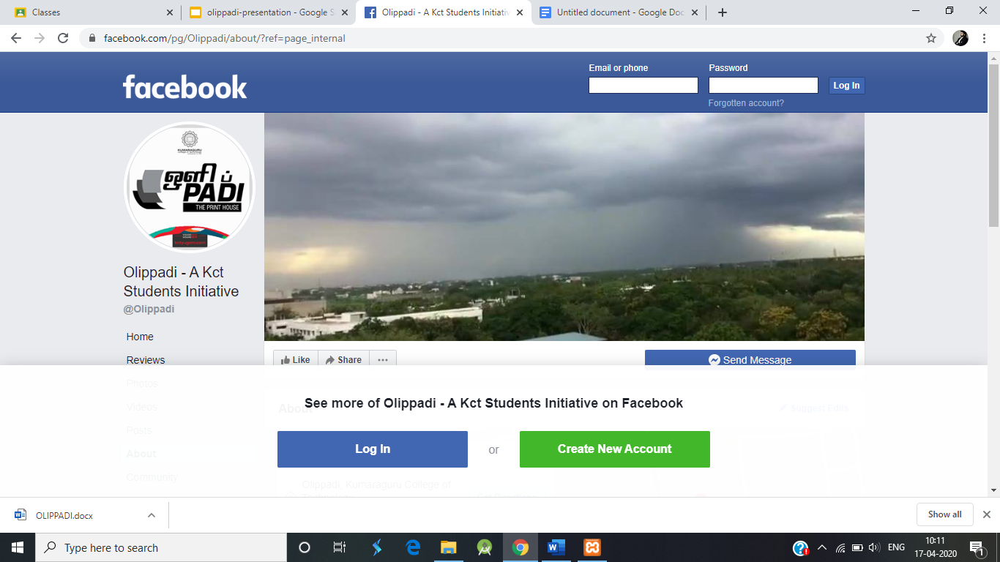 Classes
olippadi-presentation - Google S
Olippadi - A Kct Students Initiativ
Untitled document - Google Doc
facebook.com/pg/Olippadi/about/?ref=page_internal
facebook
Email or phone
Password
Log In
Forgotten account?
KUMARAGURU
ஒளிப்
PADI
THE PRINT HOUSE
Olippadi - A Kct
Students Initiative
@Olippadi
Home
Reviews
Photos
Videos
Posts
About
Community
Like
Share
Send Message
About
Suggest Edits
See more of Olippadi - A Kct Students Initiative on Facebook
Log In
or
Create New Account
Olippadi, Kumaraguru College of
OLIPPADI.docx
Show all
Type here to search
ENG
10:11
17-04-2020
1